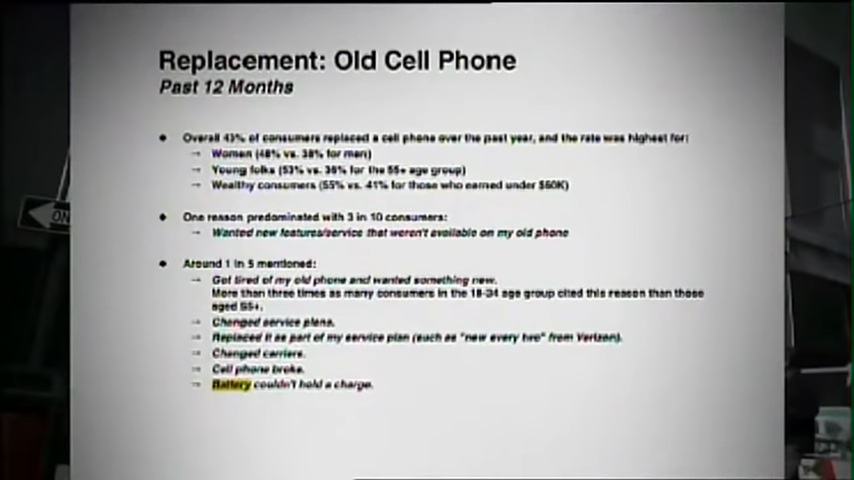 Replacement: Old Cell Phone
Past 12 Months
• Overall 43% of consumers replaced a cell phone over the past year, and the rate was highest for:
→ Women (48% vs. 38% for men)
→ Young folks (53% vs. 36% for the 55+ age group)
→ Wealthy consumers (55% vs. 41% for those who earned under $60K)
• One reason predominated with 3 in 10 consumers:
→ Wanted new features/service that weren't available on my old phone
• Around 1 in 5 mentioned:
→ Got tired of my old phone and wanted something new.
More than three times as many consumers in the 18-34 age group cited this reason than those
aged 55+.
→ Changed service plans.
→ Replaced it as part of my service plan (such as "new every two" from Verizon).
→ Changed carriers.
→ Cell phone broke.
→ Battery couldn't hold a charge.
ON